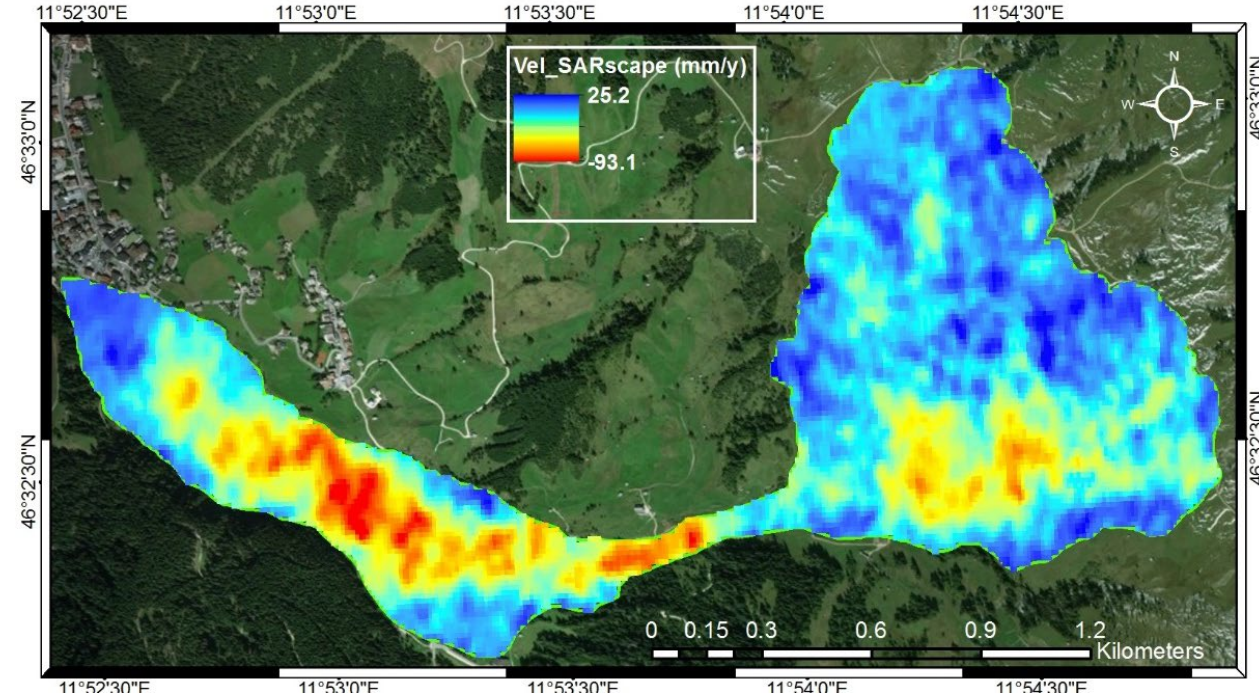 11°52'30"E 11°53'0"E 11°53'30"E 11°54'0"E 11°54'30"E
Vel_SARscape (mm/y)
25.2
-93.1
N
W E
S
46°33'0"N 46°33'0"N
46°32'30"N 46°32'30"N
0 0.15 0.3 0.6 0.9 1.2
Kilometers
11°52'30"E 11°53'0"E 11°53'30"E 11°54'0"E 11°54'30"E